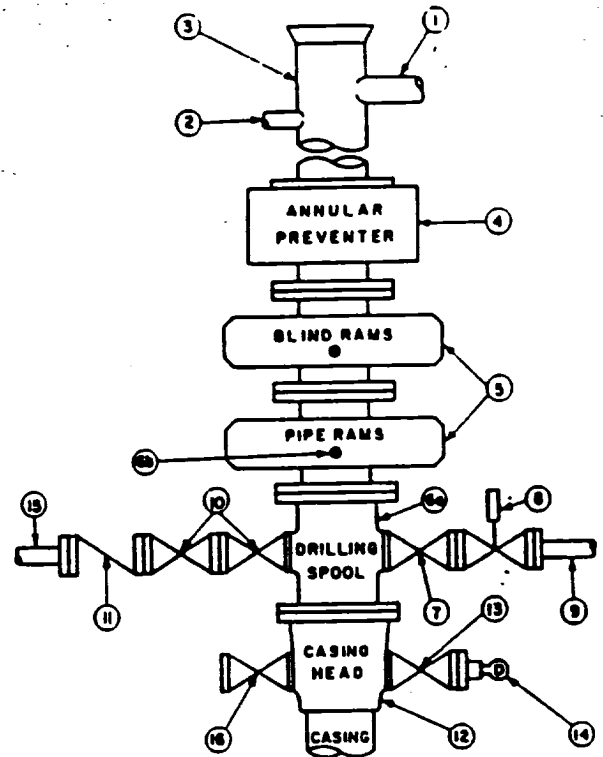 3
1
2
ANNULAR
PREVENTER
4
BLIND RAMS
5
PIPE RAMS
6b
10
6a
8
15
DRILLING
SPOOL
11
7
9
13
CASING
HEAD
16
12
14
CASING